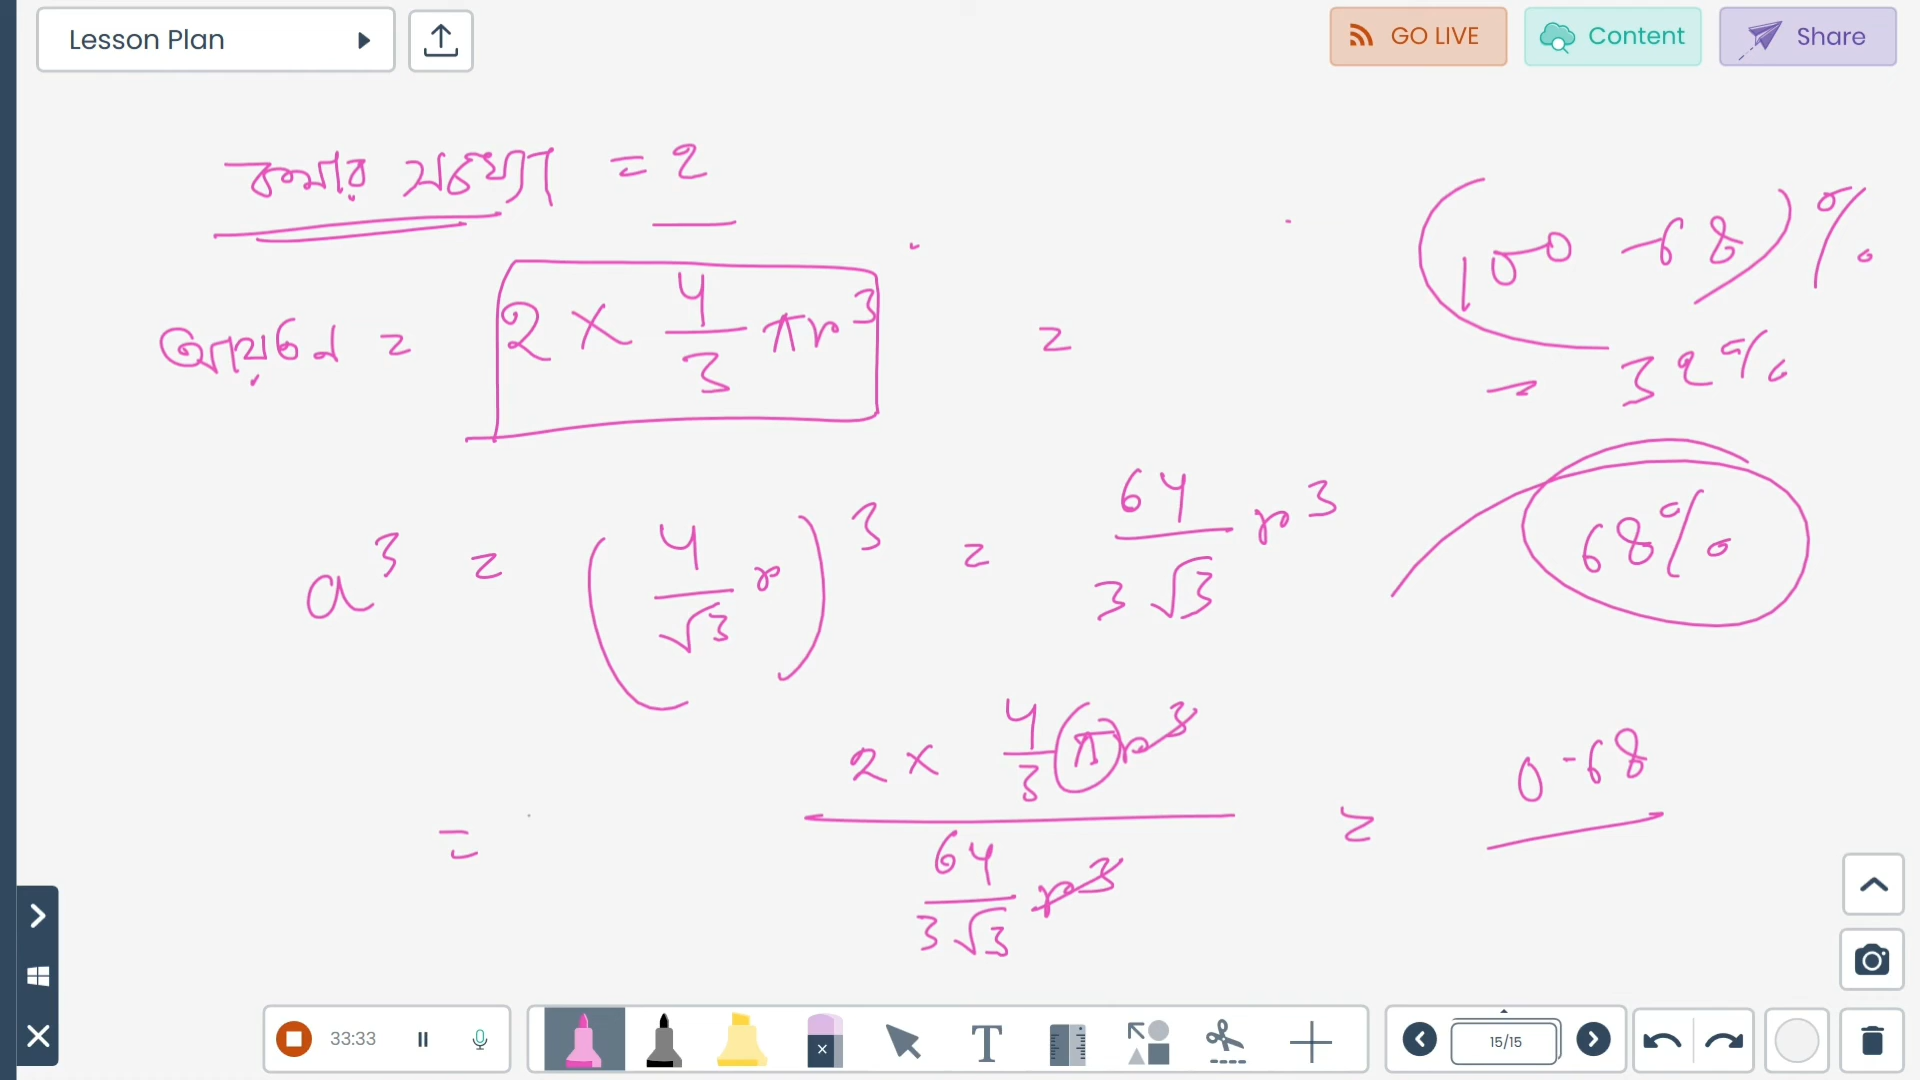 Lesson Plan
GO LIVE
Content
Share
কনার সংখ্যা = 2
(100 - 68)%
আয়তন = 2 × 4/3 πr³ =
= 32%
a³ = (4/√3 r)³ = 64/3√3 r³
68%
= 2 × 4/3 πr³ / 64/3√3 r³ = 0.68
33:33
T
15/15